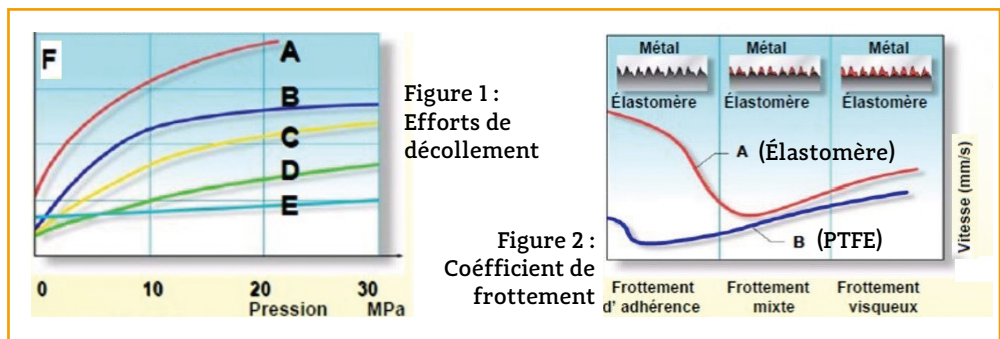 F
A
B
C
D
E
0 10 20 30
Pression MPa
Figure 1 :
Efforts de
décollement
Métal Métal Métal
Élastomère Élastomère Élastomère
A (Élastomère)
B (PTFE)
Vitesse (mm/s)
Figure 2 :
Coéfficient de
frottement
Frottement Frottement Frottement
d' adhérence mixte visqueux